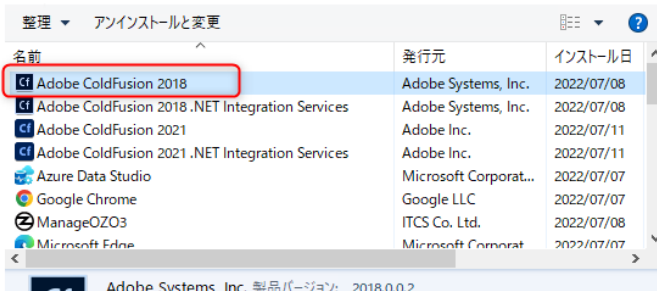 整理 アンインストールと変更
名前 発行元 インストール日
Cf Adobe ColdFusion 2018 Adobe Systems, Inc. 2022/07/08
Cf Adobe ColdFusion 2018 .NET Integration Services Adobe Systems, Inc. 2022/07/08
Cf Adobe ColdFusion 2021 Adobe Inc. 2022/07/11
Cf Adobe ColdFusion 2021 .NET Integration Services Adobe Inc. 2022/07/11
Azure Data Studio Microsoft Corporat... 2022/07/07
Google Chrome Google LLC 2022/07/07
ManageOZO3 ITCS Co. Ltd. 2022/07/08
Microsoft Edge Microsoft Corporat 2022/07/07
Cf Adobe Systems, Inc. 製品バージョン: 2018.0.0.2